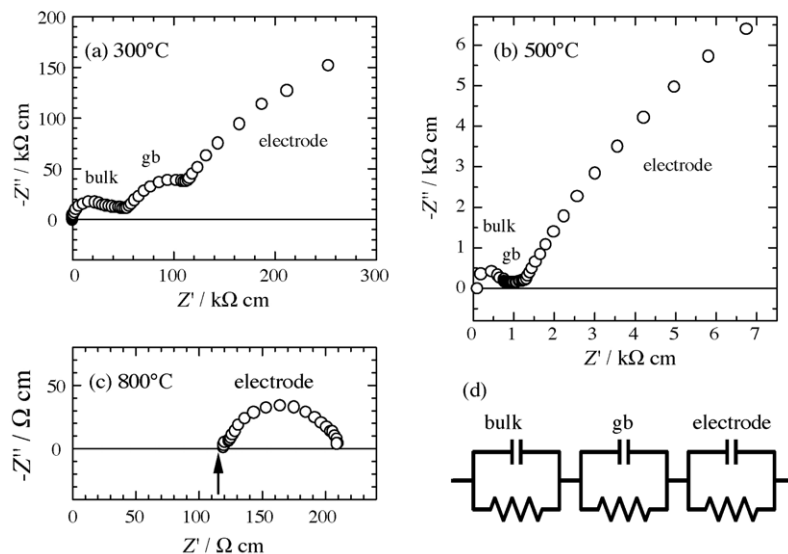 (a) 300°C
bulk
gb
electrode
-Z'' / kΩ cm
200
150
100
50
0
0
100
200
300
Z' / kΩ cm
(b) 500°C
bulk
gb
electrode
-Z'' / kΩ cm
6
5
4
3
2
1
0
0 1 2 3 4 5 6 7
Z' / kΩ cm
(c) 800°C
electrode
-Z'' / Ω cm
50
0
0
50
100
150
200
Z' / Ω cm
(d)
bulk
gb
electrode